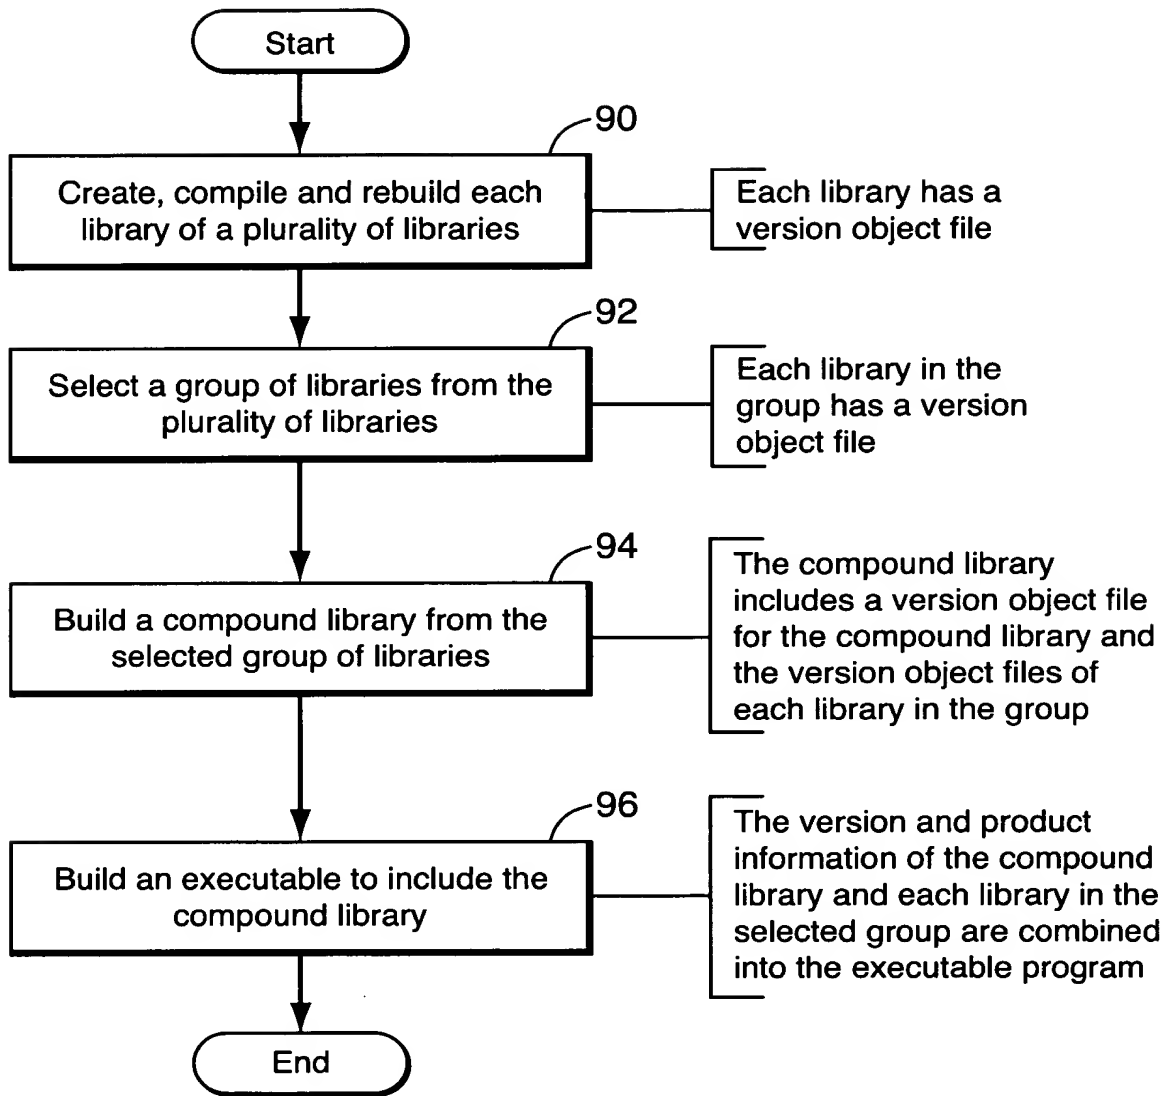 Start
90
Create, compile and rebuild each
library of a plurality of libraries
Each library has a
version object file
92
Select a group of libraries from the
plurality of libraries
Each library in the
group has a version
object file
94
Build a compound library from the
selected group of libraries
The compound library
includes a version object file
for the compound library and
the version object files of
each library in the group
96
Build an executable to include the
compound library
The version and product
information of the compound
library and each library in the
selected group are combined
into the executable program
End